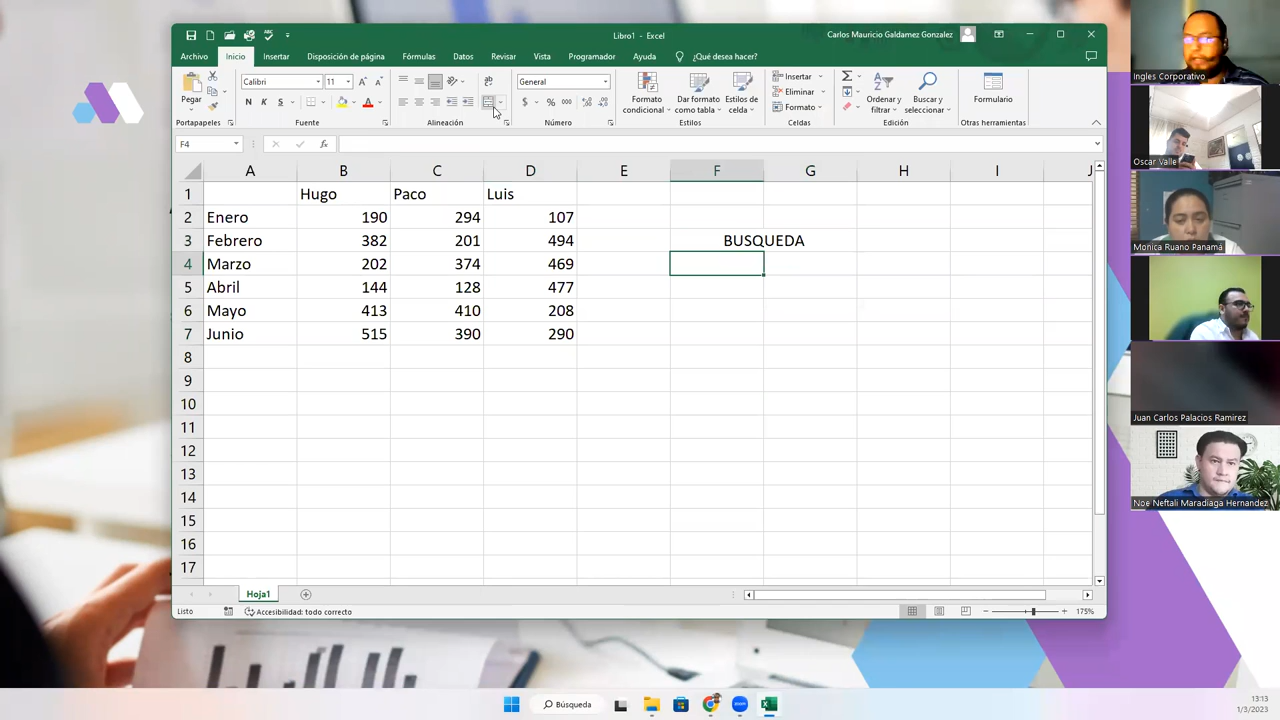 Libro1 - Excel
Carlos Mauricio Galdamez Gonzalez
Archivo Inicio Insertar Disposición de página Fórmulas Datos Revisar Vista Programador Ayuda ¿Qué desea hacer?
Pegar
Calibri 11
N K S
General
$ % 000
Formato condicional
Dar formato como tabla
Estilos de celda
Insertar
Eliminar
Formato
Ordenar y filtrar
Buscar y seleccionar
Formulario
Portapapeles Fuente Alineación Número Estilos Celdas Edición Otras herramientas
F4 fx
A B C D E F G H I J
1 Hugo Paco Luis
2 Enero 190 294 107
3 Febrero 382 201 494 BUSQUEDA
4 Marzo 202 374 469
5 Abril 144 128 477
6 Mayo 413 410 208
7 Junio 515 390 290
8
9
10
11
12
13
14
15
16
17
Hoja1
Listo Accesibilidad: todo correcto 175%
Búsqueda
13:13
1/3/2023
Ingles Corporativo
Oscar Valle
Monica Ruano Panamá
Juan Carlos Palacios Ramirez
Noe Neftali Maradiaga Hernandez